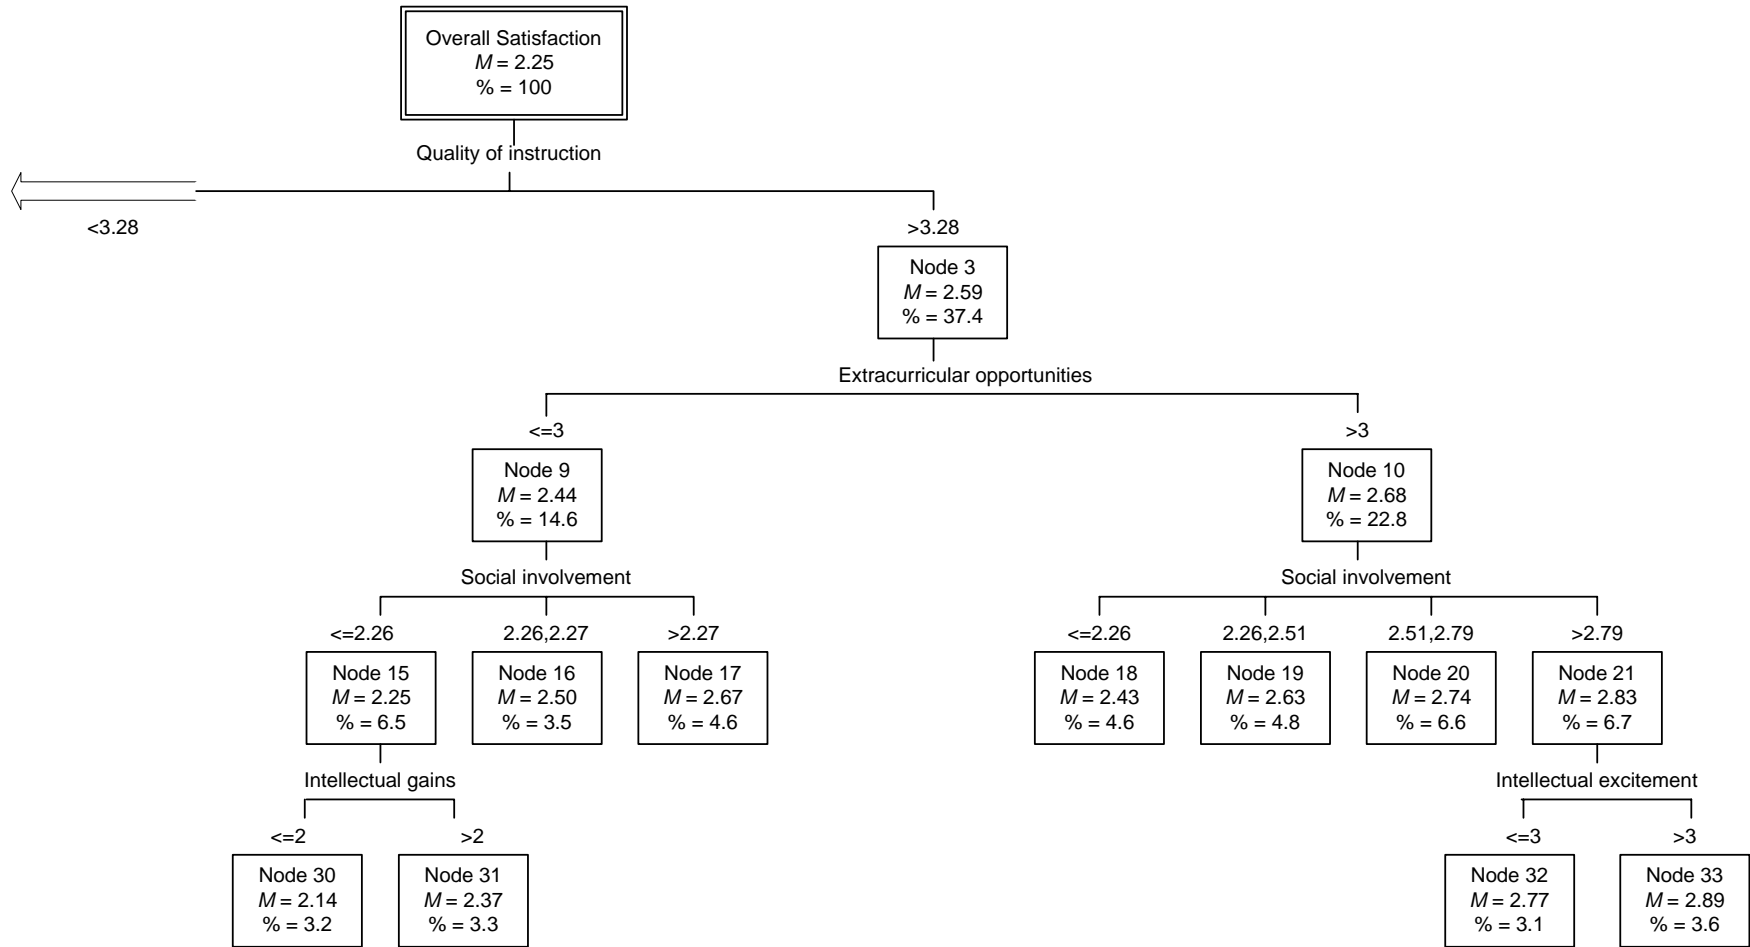 Overall Satisfaction
M = 2.25
% = 100
Quality of instruction
<3.28
>3.28
Node 3
M = 2.59
% = 37.4
Extracurricular opportunities
<=3
>3
Node 9
M = 2.44
% = 14.6
Node 10
M = 2.68
% = 22.8
Social involvement
Social involvement
<=2.26
2.26,2.27
>2.27
<=2.26
2.26,2.51
2.51,2.79
>2.79
Node 15
M = 2.25
% = 6.5
Node 16
M = 2.50
% = 3.5
Node 17
M = 2.67
% = 4.6
Node 18
M = 2.43
% = 4.6
Node 19
M = 2.63
% = 4.8
Node 20
M = 2.74
% = 6.6
Node 21
M = 2.83
% = 6.7
Intellectual gains
Intellectual excitement
<=2
>2
<=3
>3
Node 30
M = 2.14
% = 3.2
Node 31
M = 2.37
% = 3.3
Node 32
M = 2.77
% = 3.1
Node 33
M = 2.89
% = 3.6